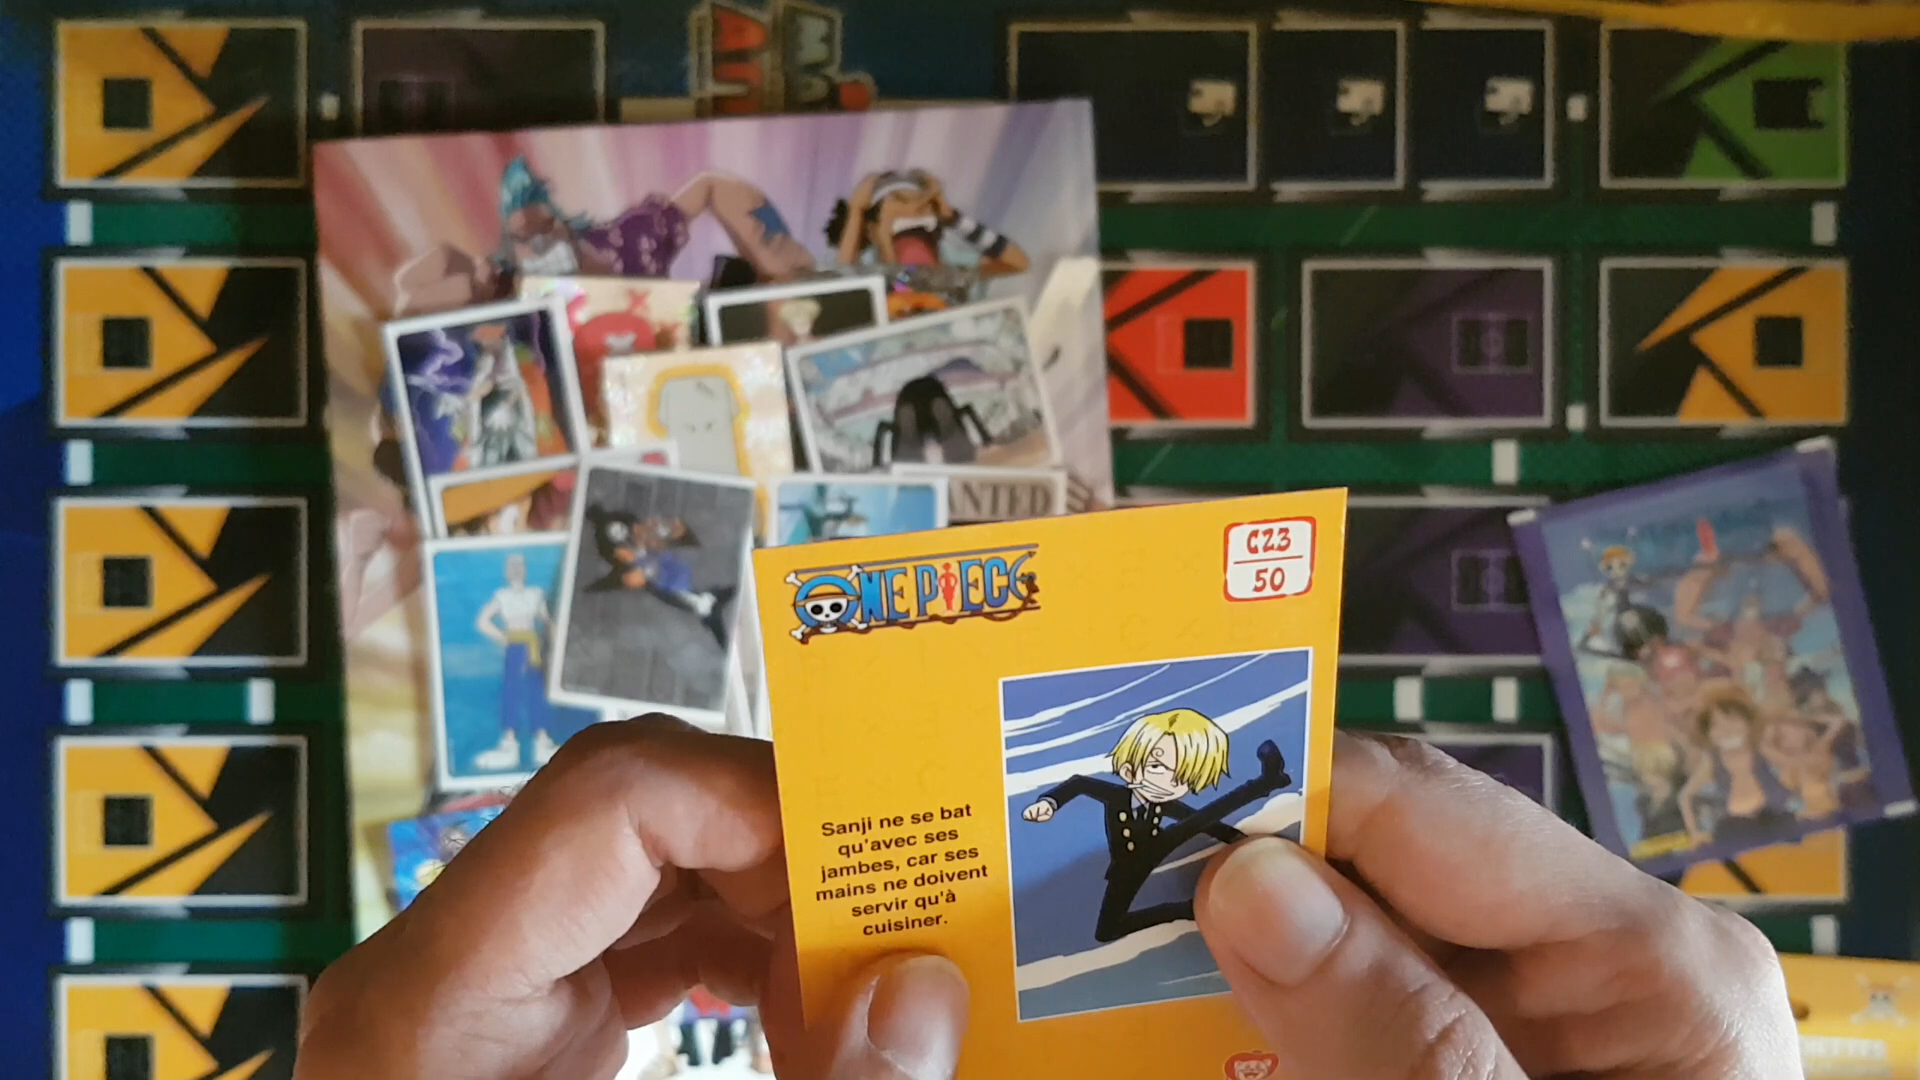 ANTED
ONE PIECE
C23
50
Sanji ne se bat
qu'avec ses
jambes, car ses
mains ne doivent
servir qu'à
cuisiner.